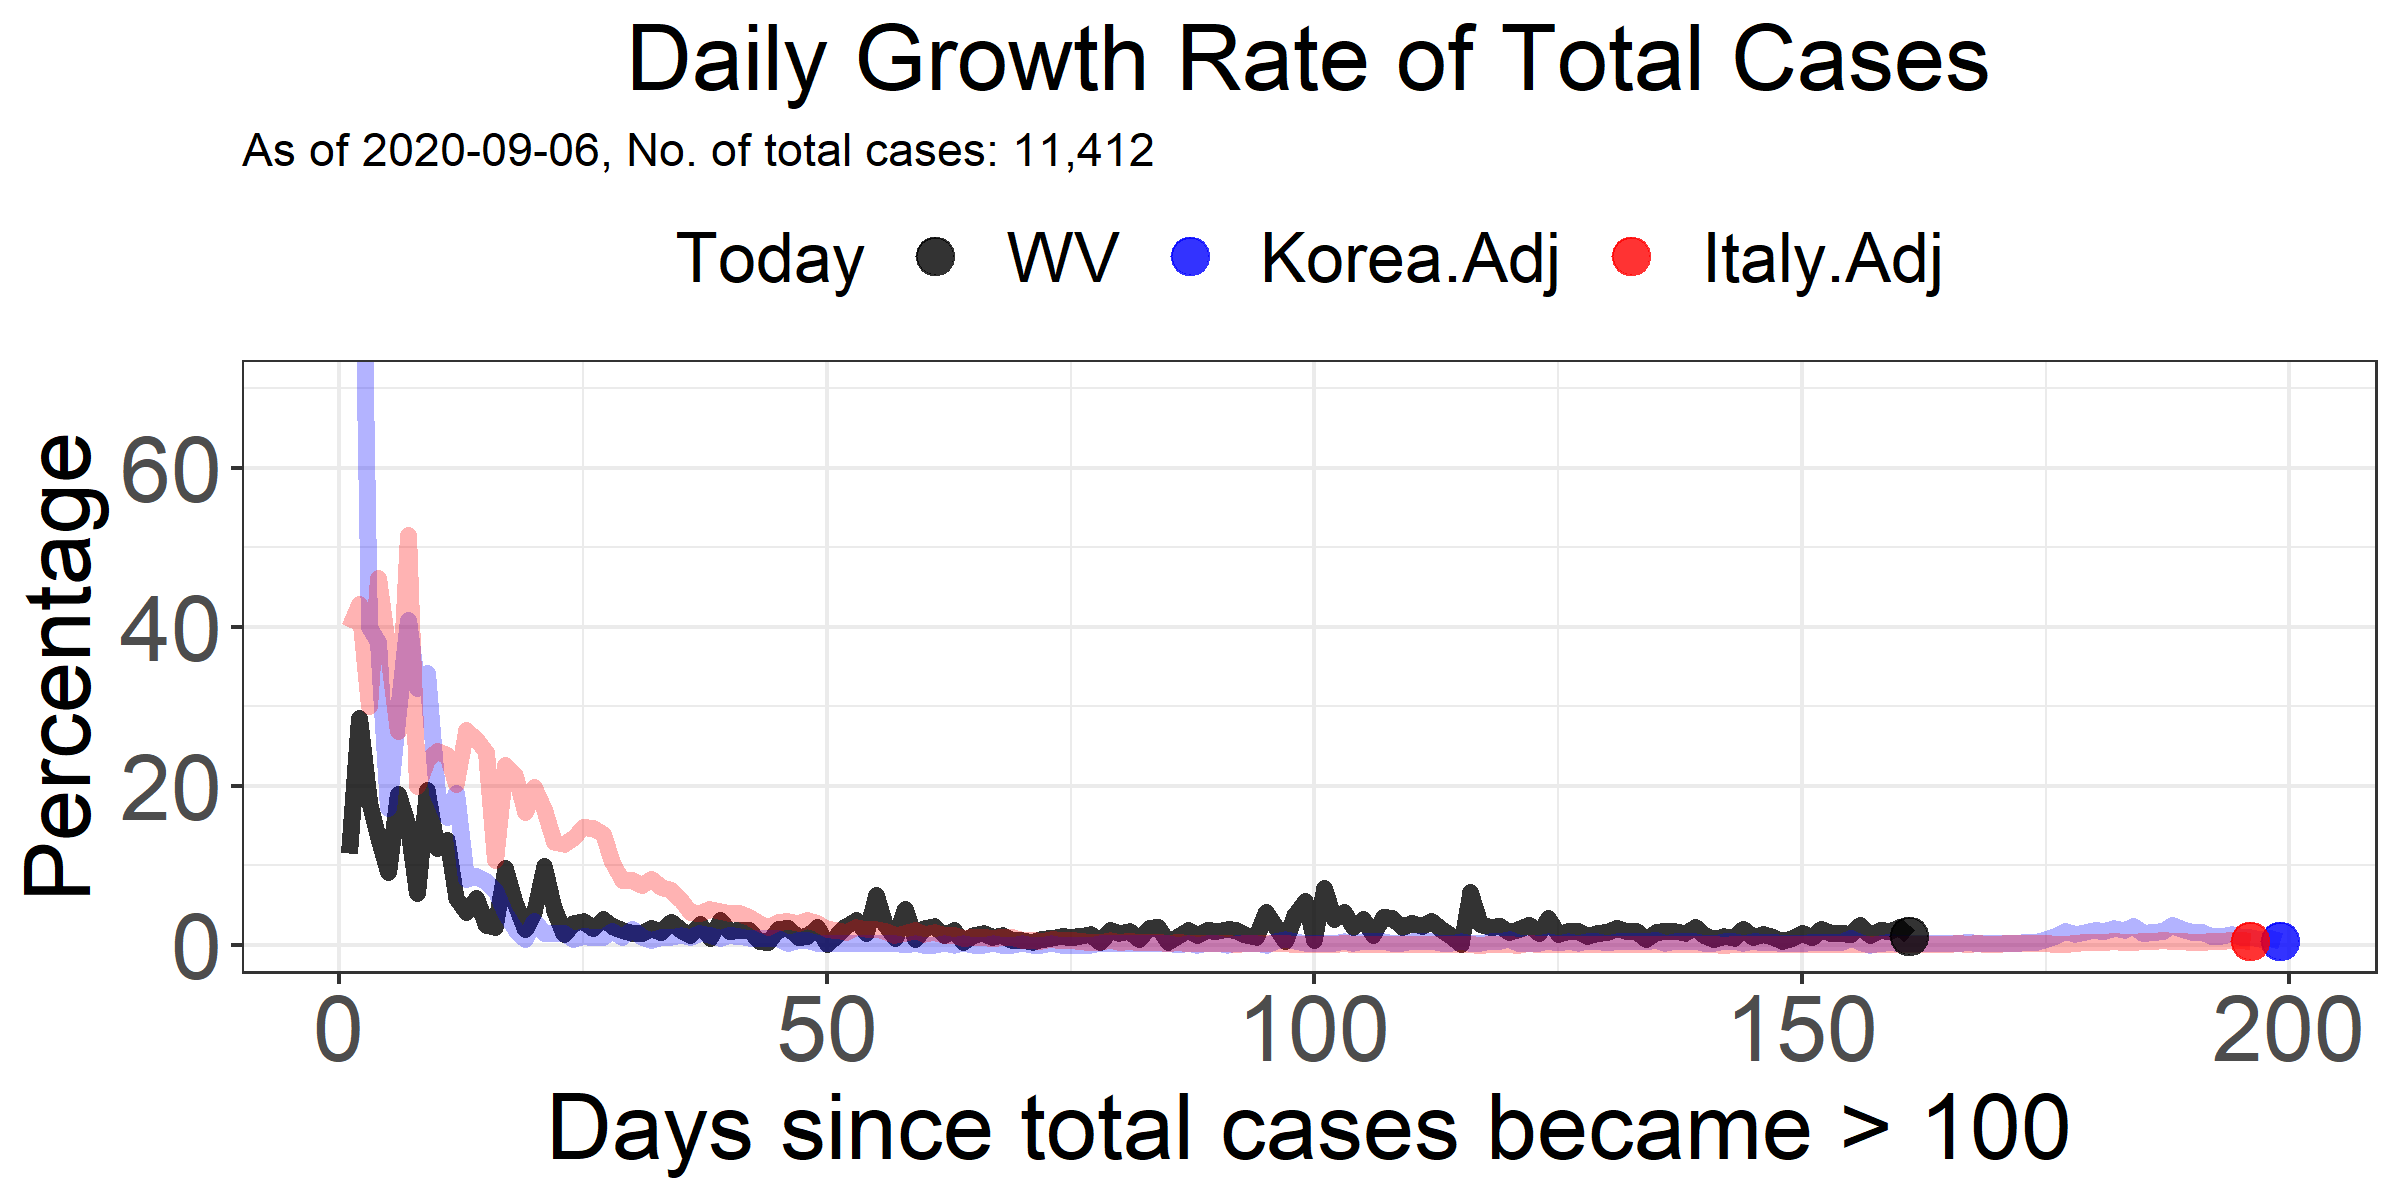 Daily Growth Rate of Total Cases
As of 2020-09-06, No. of total cases: 11,412
Today WV Korea.Adj Italy.Adj
Percentage
60
40
20
0
0 50 100 150 200
Days since total cases became > 100